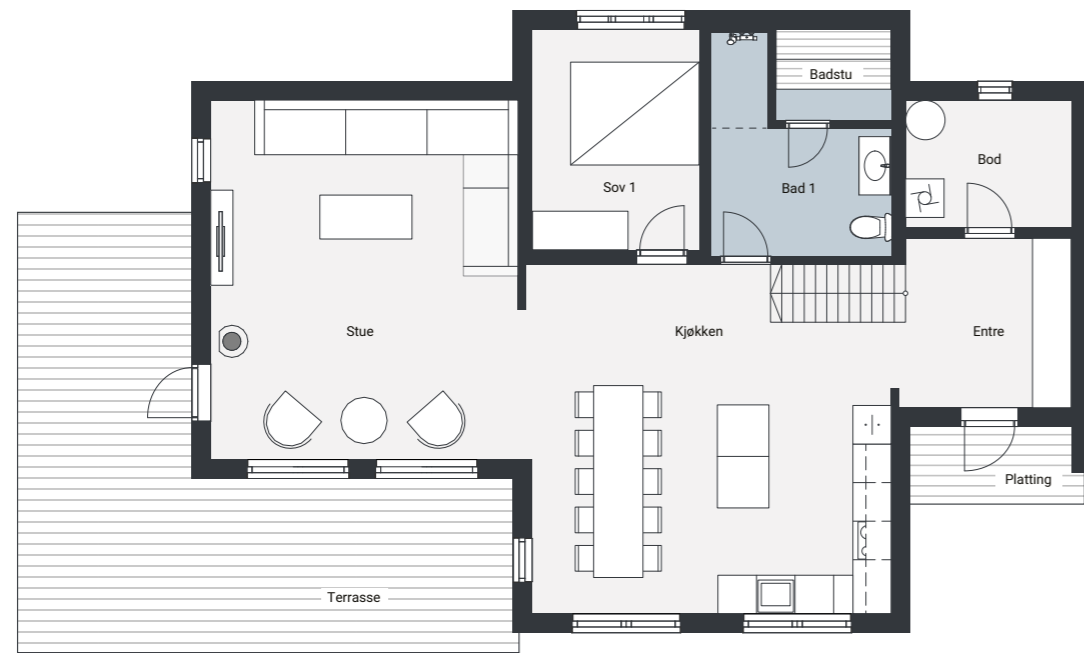 Badstu
Bod
Sov 1
Bad 1
Stue
Kjøkken
Entre
Platting
Terrasse